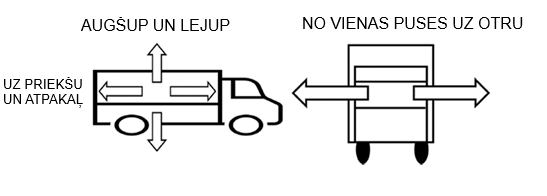 AUGŠUP UN LEJUP
NO VIENAS PUSES UZ OTRU
UZ PRIEKŠU
UN ATPAKAĻ